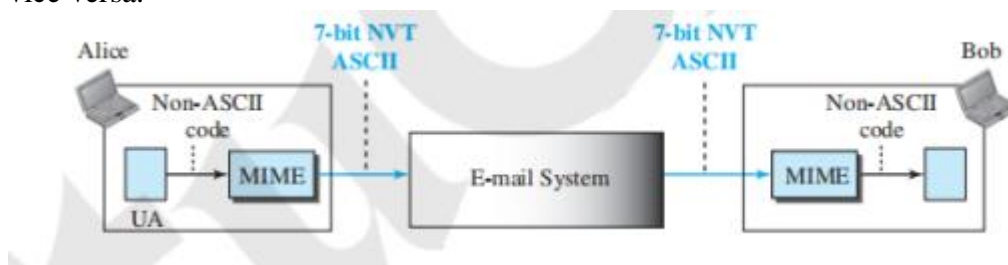 vice versa.
7-bit NVT
ASCII
7-bit NVT
ASCII
Alice
Bob
Non-ASCII
code
Non-ASCII
code
MIME
E-mail System
MIME
UA